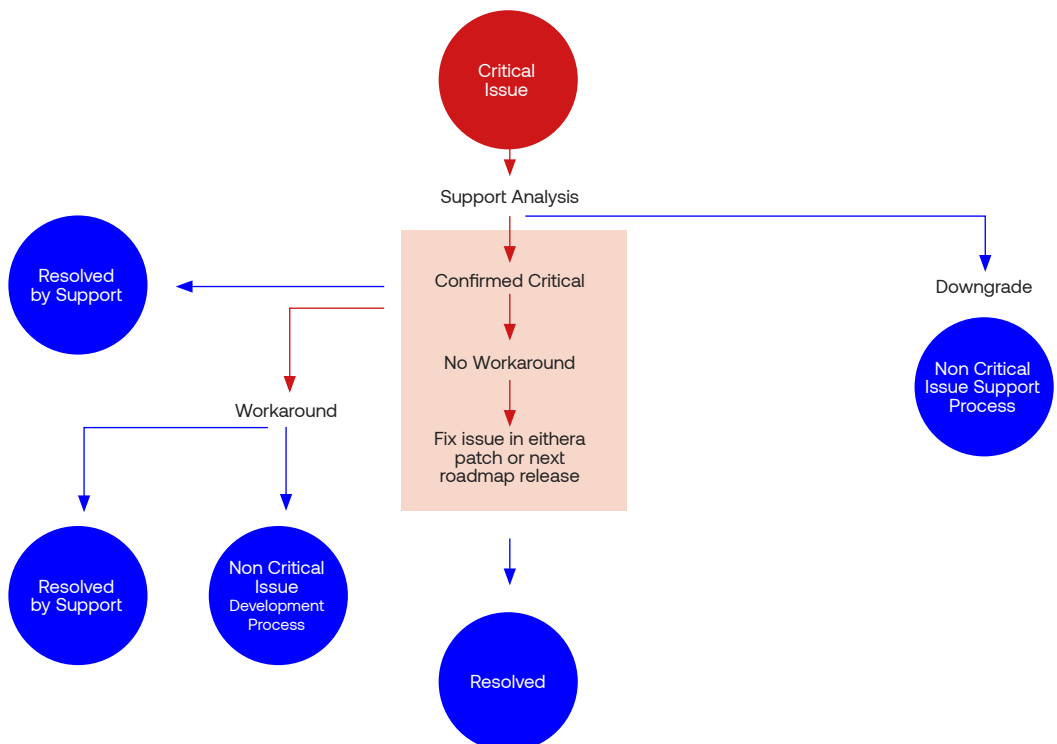 Critical
Issue
Support Analysis
Resolved
by Support
Confirmed Critical
Downgrade
No Workaround
Non Critical
Issue Support
Process
Workaround
Fix issue in eithera
patch or next
roadmap release
Resolved
by Support
Non Critical
Issue
Development
Process
Resolved